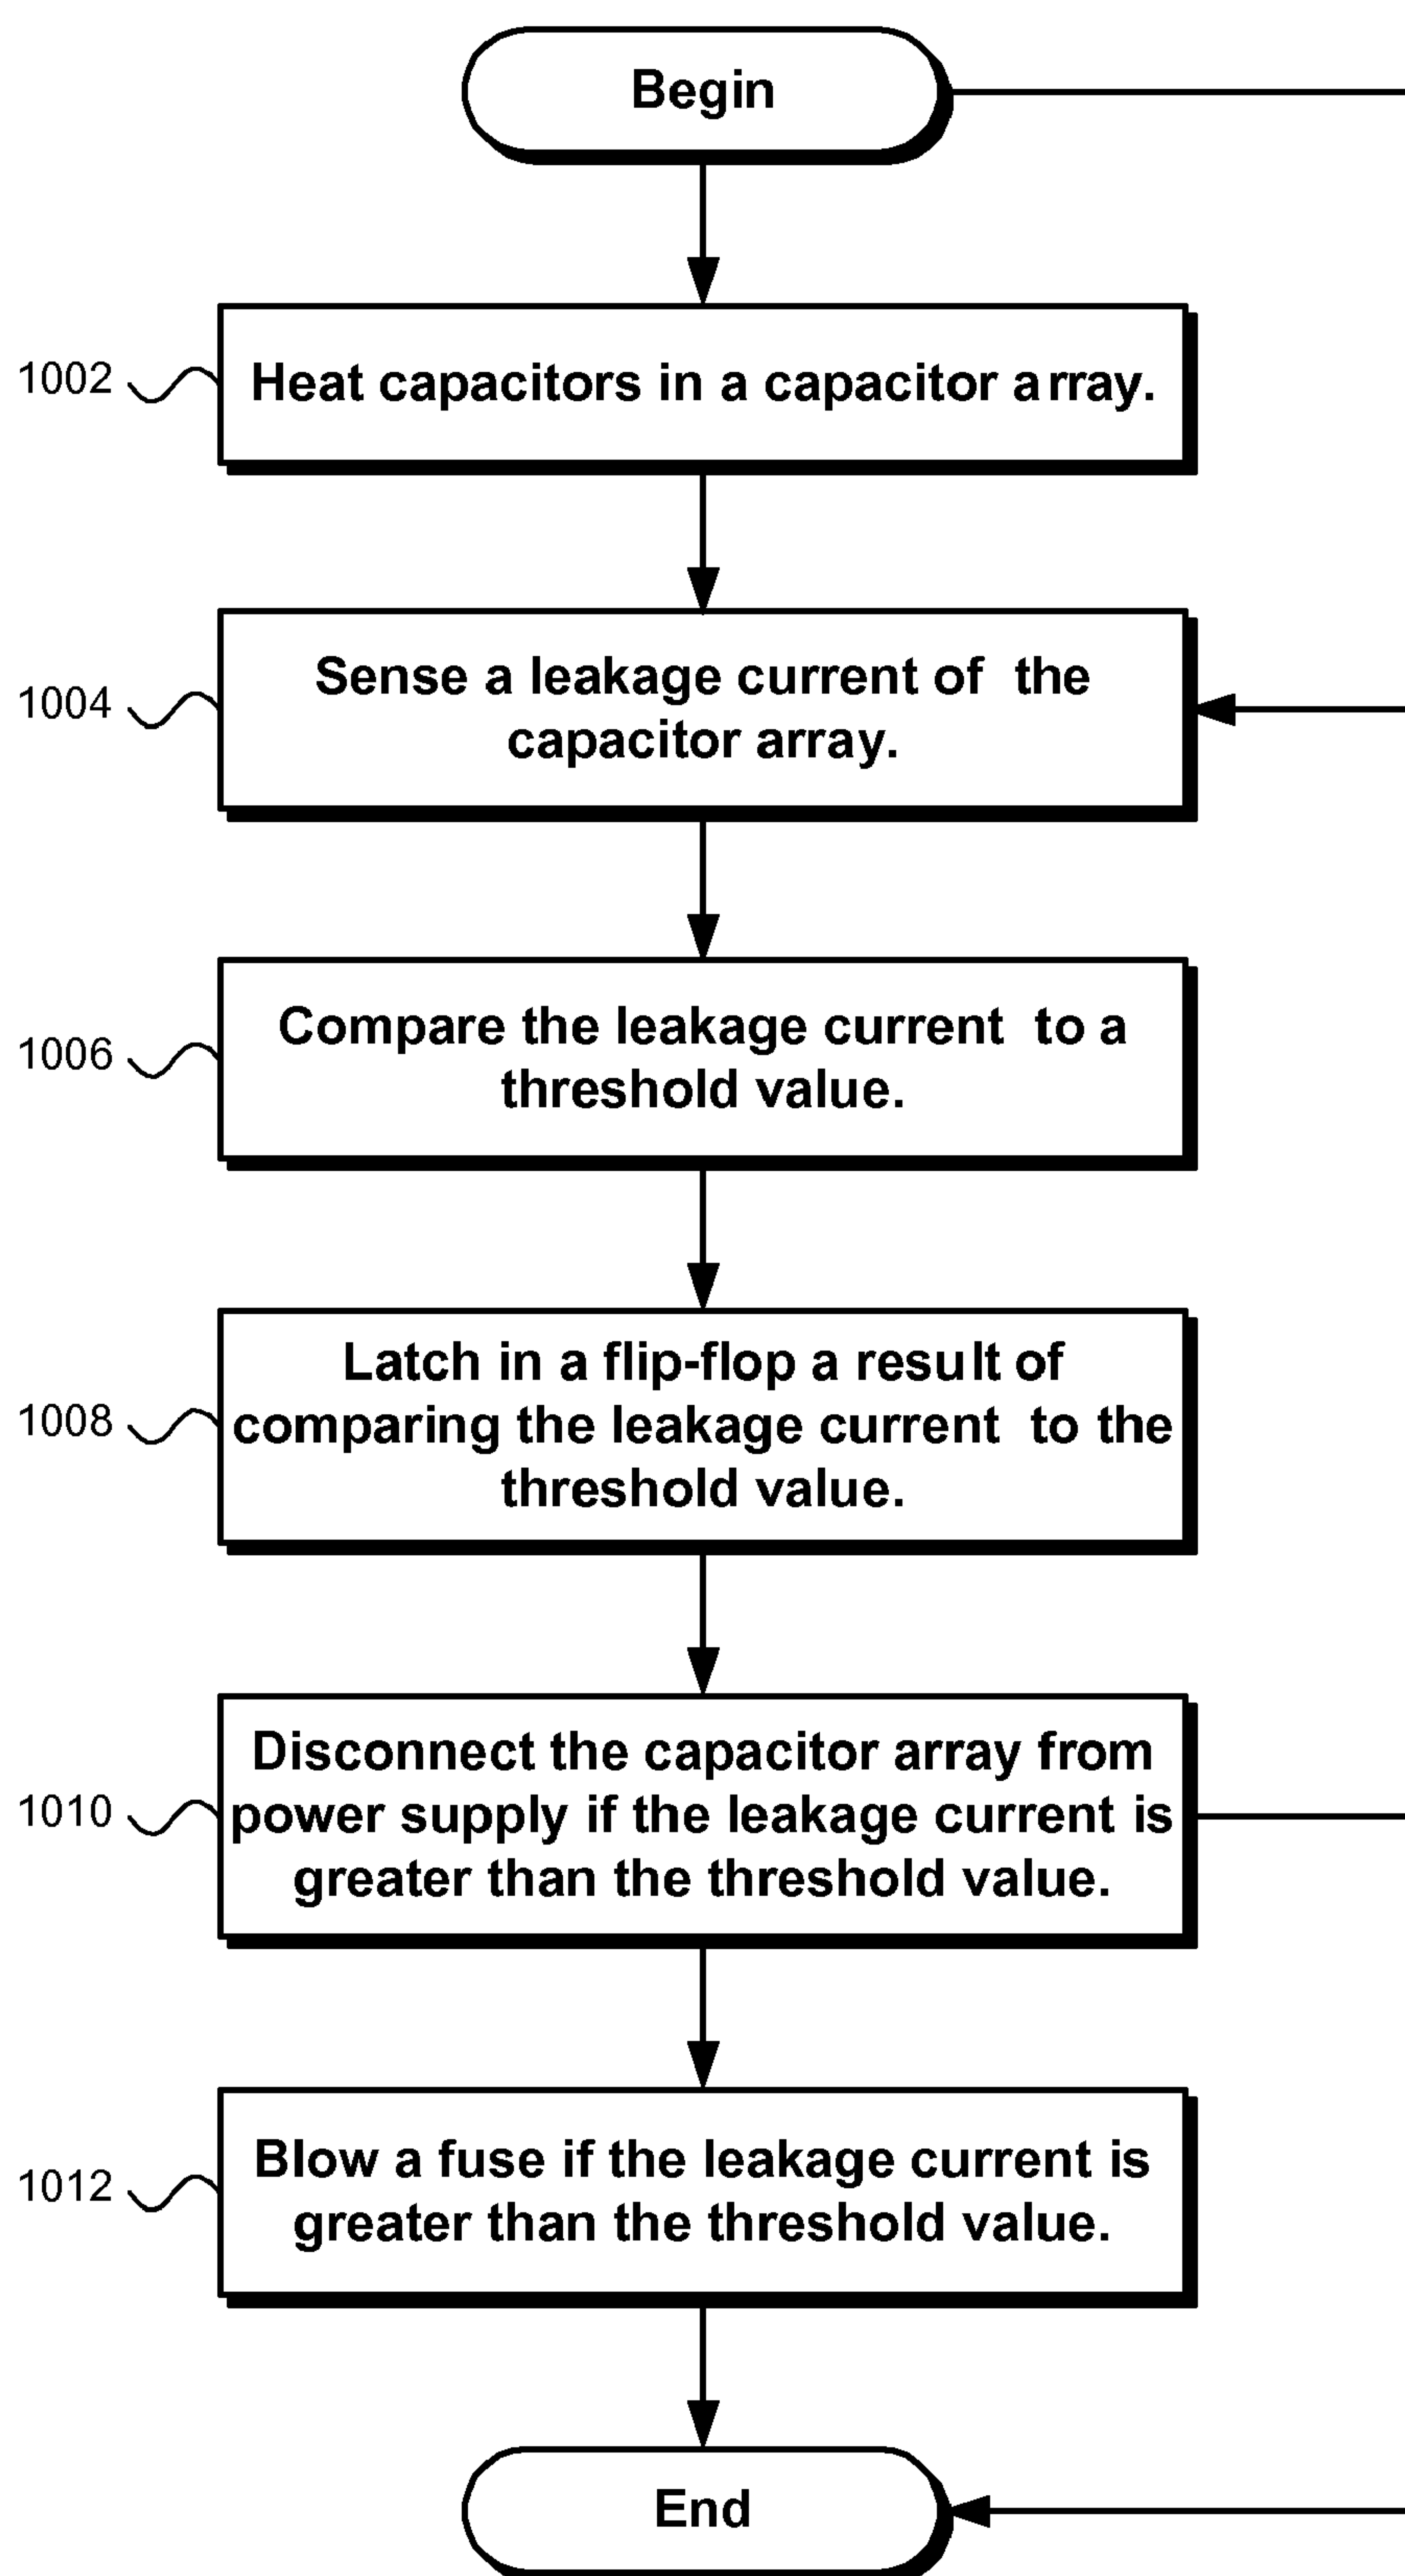 Begin
1002
Heat capacitors in a capacitor array.
1004
Sense a leakage current of the
capacitor array.
1006
Compare the leakage current to a
threshold value.
1008
Latch in a flip-flop a result of
comparing the leakage current to the
threshold value.
1010
Disconnect the capacitor array from
power supply if the leakage current is
greater than the threshold value.
1012
Blow a fuse if the leakage current is
greater than the threshold value.
End